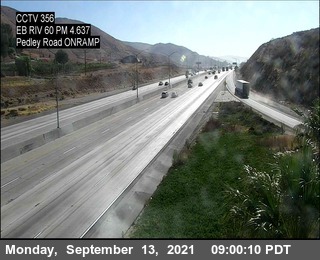 CCTV 356
EB RIV 60 PM 4.637
Pedley Road ONRAMP
Monday, September 13, 2021 09:00:10 PDT